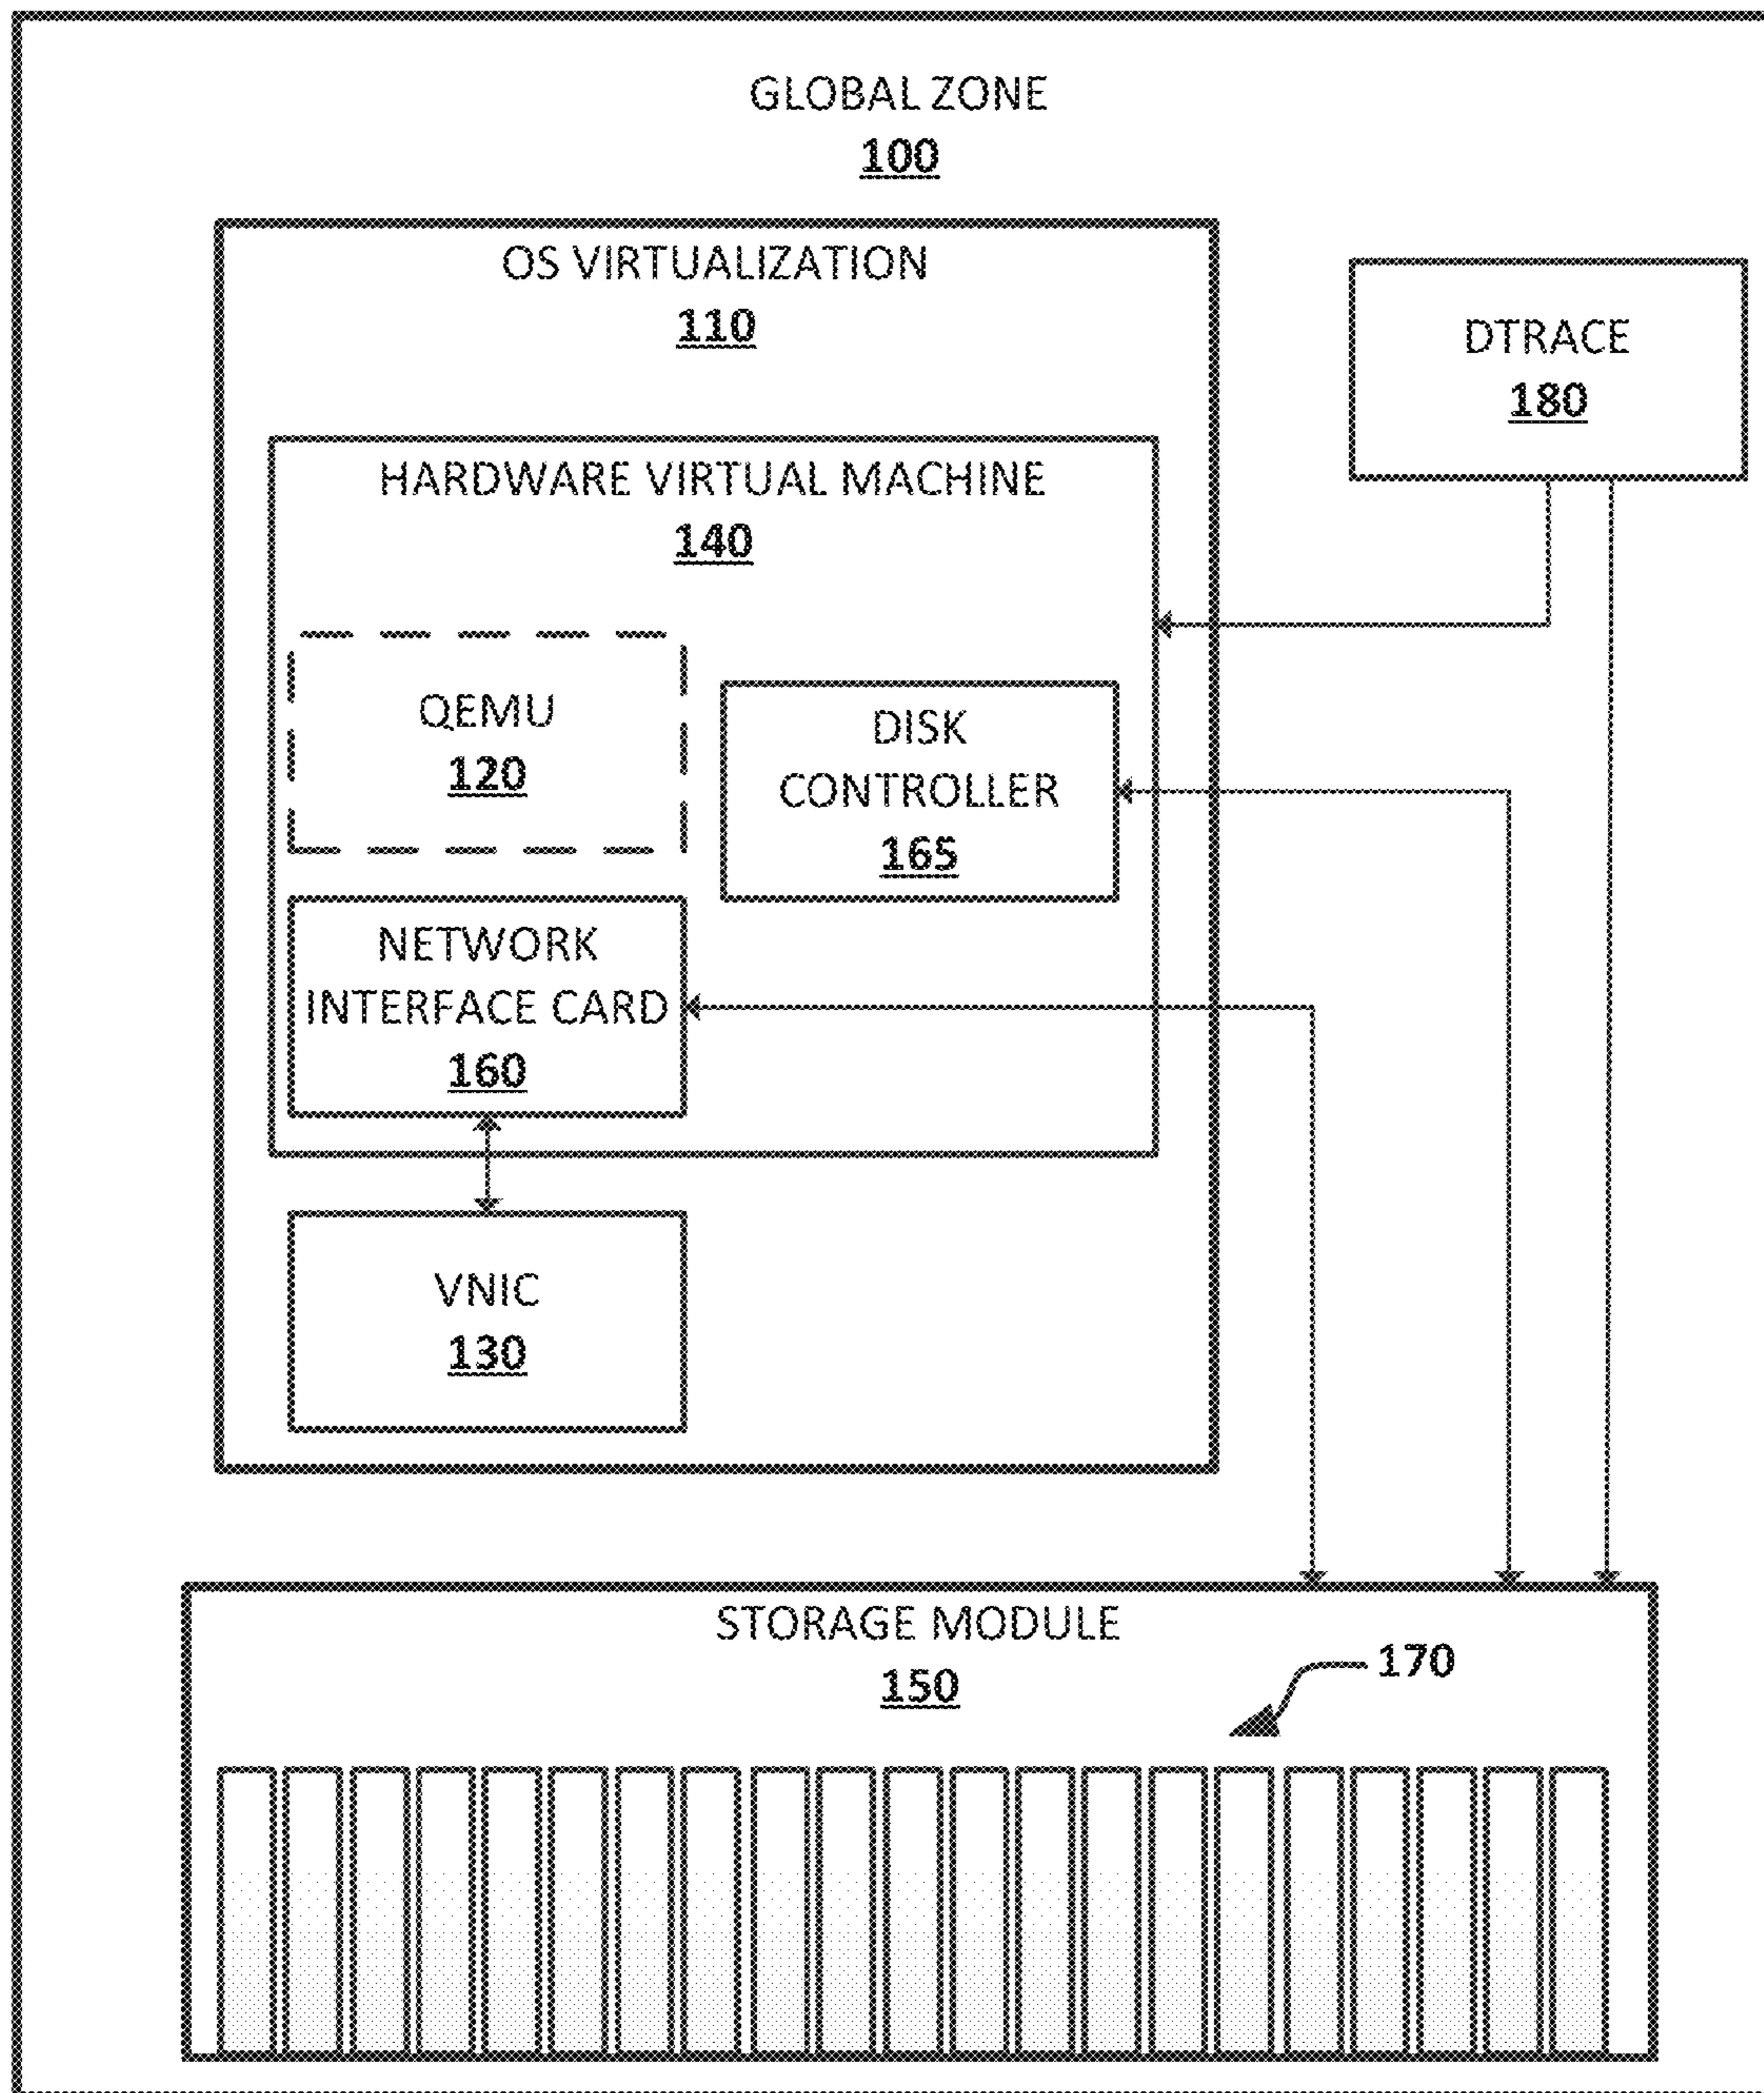 GLOBAL ZONE
100
OS VIRTUALIZATION
110
DTRACE
180
HARDWARE VIRTUAL MACHINE
140
QEMU
120
DISK
CONTROLLER
165
NETWORK
INTERFACE CARD
160
VNIC
130
STORAGE MODULE
150
170